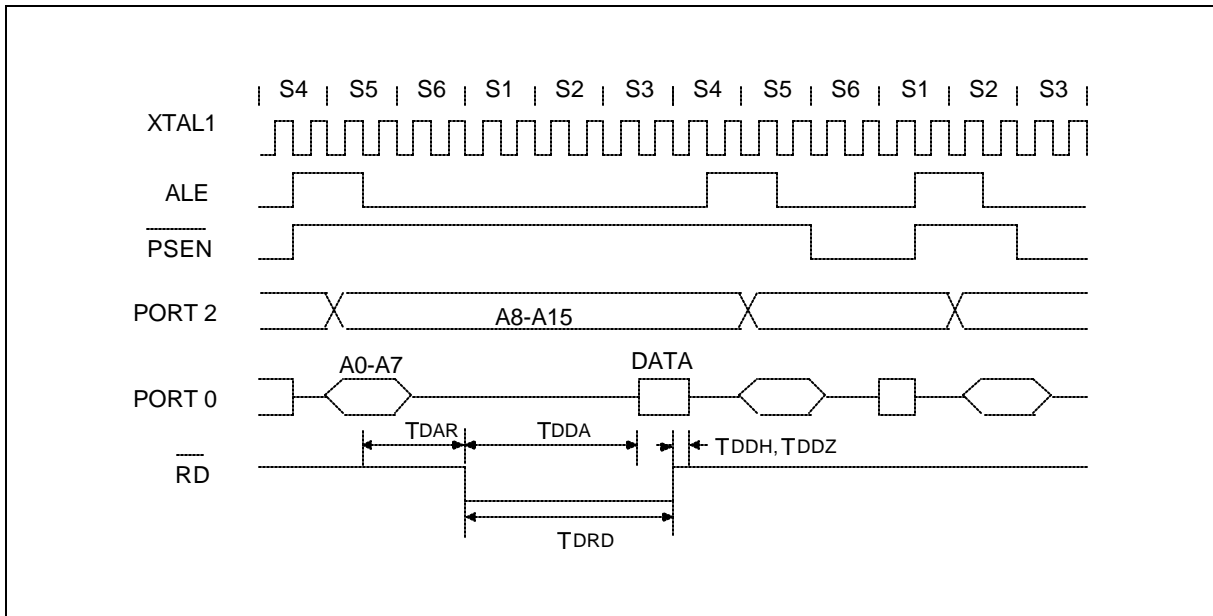 S4 S5 S6 S1 S2 S3 S4 S5 S6 S1 S2 S3
XTAL1
ALE
PSEN
PORT 2
A8-A15
A0-A7
DATA
PORT 0
TDAR
TDDA
TDDH, TDDZ
RD
TDRD